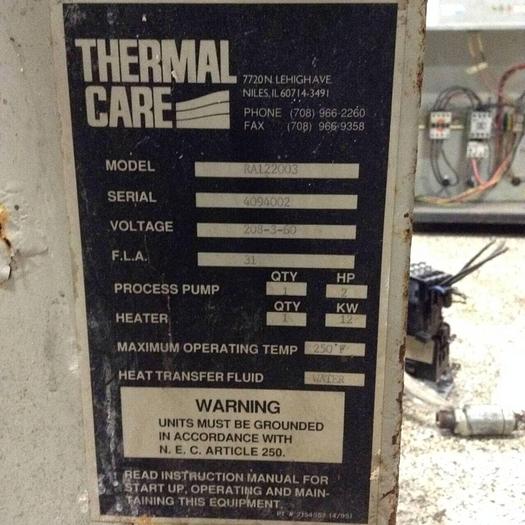 THERMAL
CARE
7720 N. LEHIGH AVE.
NILES, IL 60714-3491
PHONE (708) 966-2260
FAX (708) 966-9358
MODEL RA122003
SERIAL 4094002
VOLTAGE 208-3-60
F.L.A. 31
QTY HP
PROCESS PUMP 1 2
QTY KW
HEATER 1 12
MAXIMUM OPERATING TEMP 250°F
HEAT TRANSFER FLUID WATER
WARNING
UNITS MUST BE GROUNDED
IN ACCORDANCE WITH
N. E. C. ARTICLE 250.
READ INSTRUCTION MANUAL FOR
START UP, OPERATING AND MAIN-
TAINING THIS EQUIPMENT
PT # (4/95)